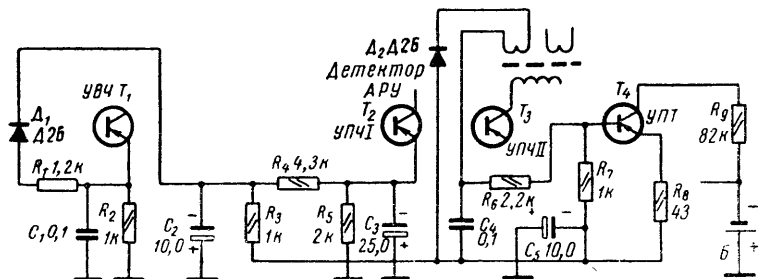 УВЧ T₁
Д₁
Д2Б
R₁ 1,2к
C₁ 0,1
R₂
1к
C₂
10,0
−
+
R₃
1к
R₄ 4,3к
R₅
2к
C₃
25,0
−
+
Д₂ Д2Б
Детектор
АРУ
T₂
УПЧI
T₃
УПЧII
R₆ 2,2к
C₄
0,1
+
−
C₅ 10,0
R₇
1к
T₄
УПТ
R₈
43
R₉
82к
−
+
Б